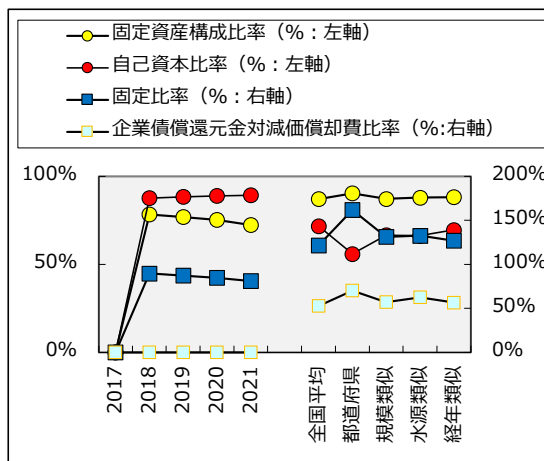 固定資産構成比率（%：左軸）
自己資本比率（%：左軸）
固定比率（%：右軸）
企業債償還元金対減価償却費比率（%:右軸）
100%
50%
0%
200%
150%
100%
50%
0%
2017
2018
2019
2020
2021
全国平均
都道府県
規模類似
水源類似
経年類似